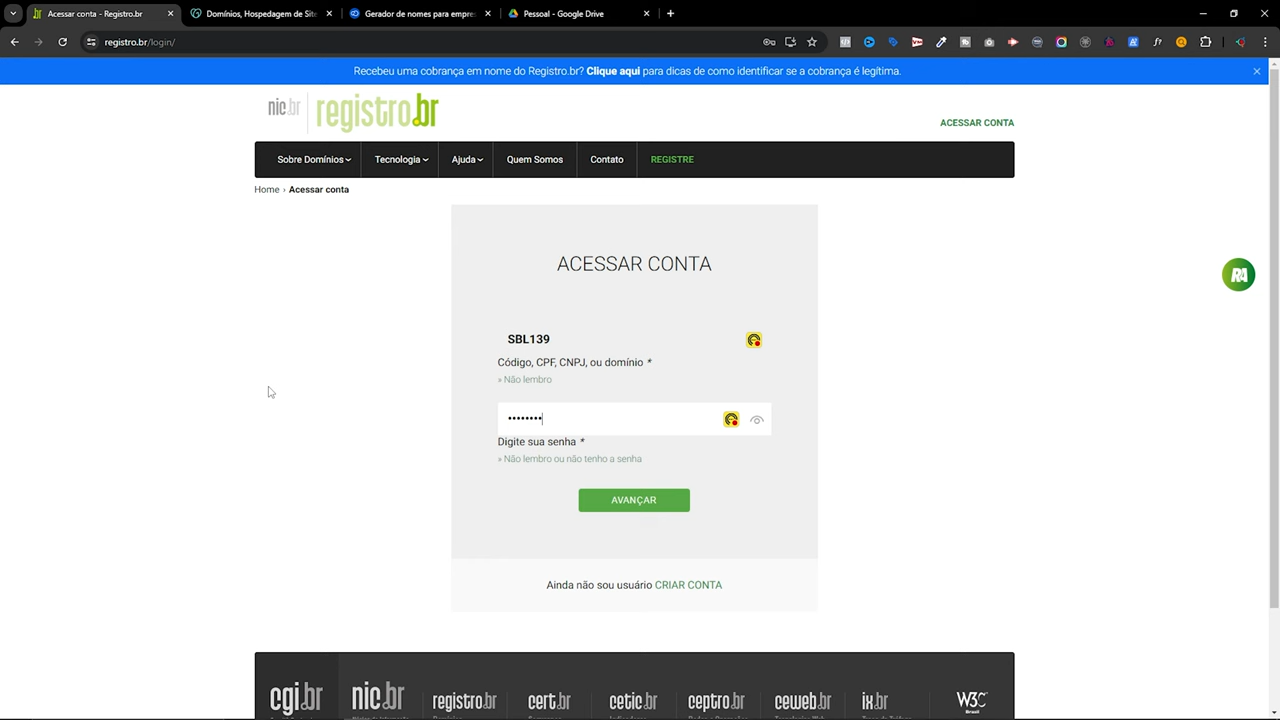 Acessar conta - Registro.br
Domínios, Hospedagem de Site
Gerador de nomes para empre
Pessoal - Google Drive
registro.br/login/
Recebeu uma cobrança em nome do Registro.br? Clique aqui para dicas de como identificar se a cobrança é legítima.
nic.br
registro.br
ACESSAR CONTA
Sobre Domínios
Tecnologia
Ajuda
Quem Somos
Contato
REGISTRE
Home › Acessar conta
ACESSAR CONTA
RA
SBL139
Código, CPF, CNPJ, ou domínio *
» Não lembro
••••••••
Digite sua senha *
» Não lembro ou não tenho a senha
AVANÇAR
Ainda não sou usuário CRIAR CONTA
cgi.br
nic.br
registro.br
cert.br
cetic.br
ceptro.br
ceweb.br
ix.br
W3C
Brasil